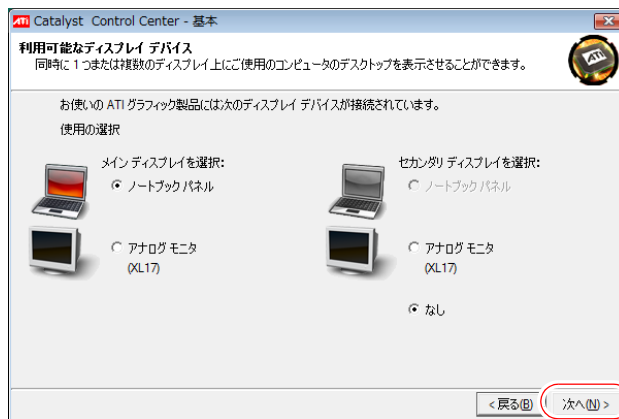 ATI Catalyst Control Center - 基本
利用可能なディスプレイ デバイス
同時に 1 つまたは複数のディスプレイ上にご使用のコンピュータのデスクトップを表示させることができます。
ATI
お使いの ATI グラフィック製品には次のディスプレイ デバイスが接続されています。
使用の選択
メイン ディスプレイを選択:
ノートブック パネル
アナログ モニタ
(XL17)
セカンダリ ディスプレイを選択:
ノートブック パネル
アナログ モニタ
(XL17)
なし
< 戻る(B)
次へ(N) >